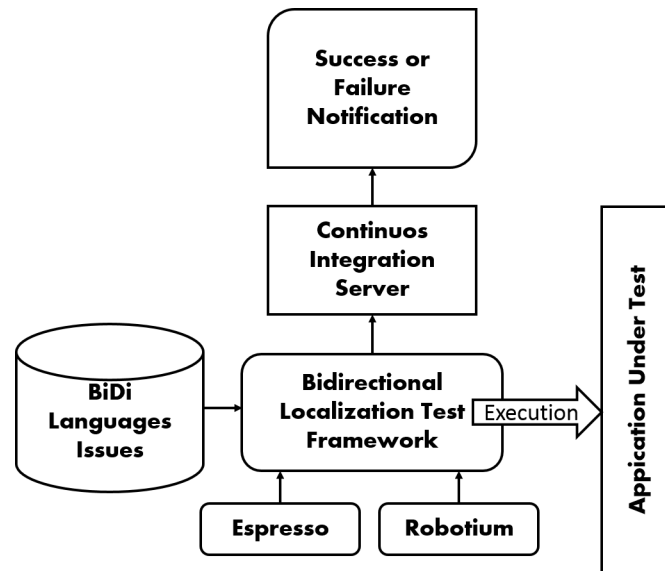 Success or
Failure
Notification
Continuos
Integration
Server
BiDi
Languages
Issues
Bidirectional
Localization Test
Framework
Execution
Appication Under Test
Espresso
Robotium